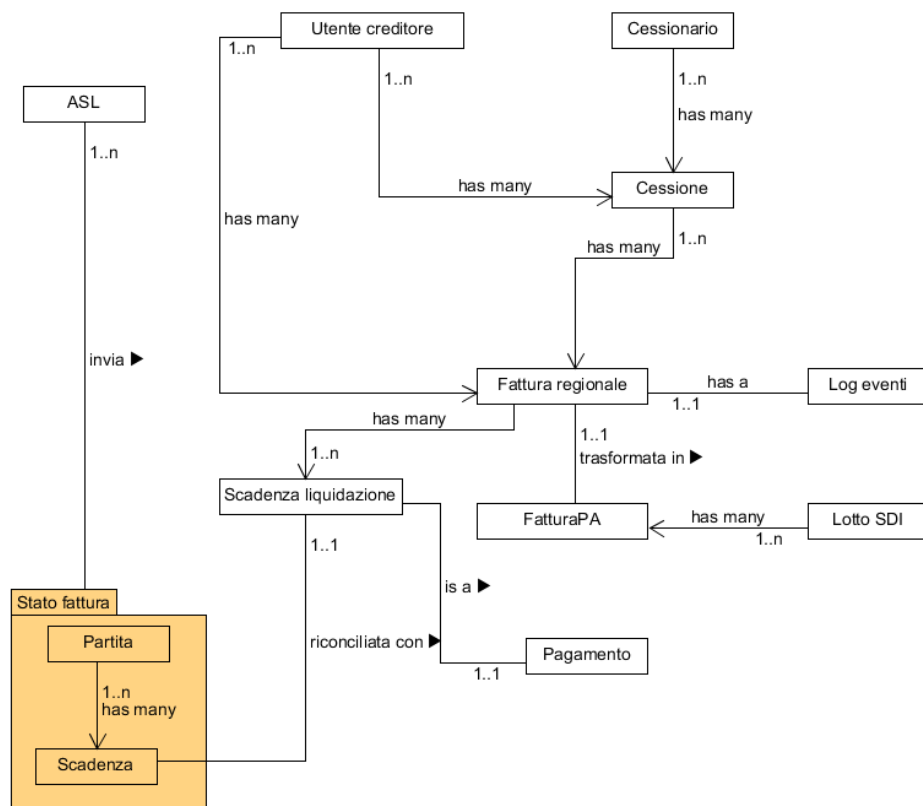 Utente creditore
Cessionario
1..n
1..n
1..n
ASL
has many
1..n
has many
Cessione
has many
has many
1..n
invia ▶
Fattura regionale
has a
Log eventi
1..1
has many
1..1
1..n
trasformata in ▶
Scadenza liquidazione
FatturaPA
has many
Lotto SDI
1..n
1..1
is a ▶
Stato fattura
Partita
riconciliata con ▶
Pagamento
1..1
1..n
has many
Scadenza